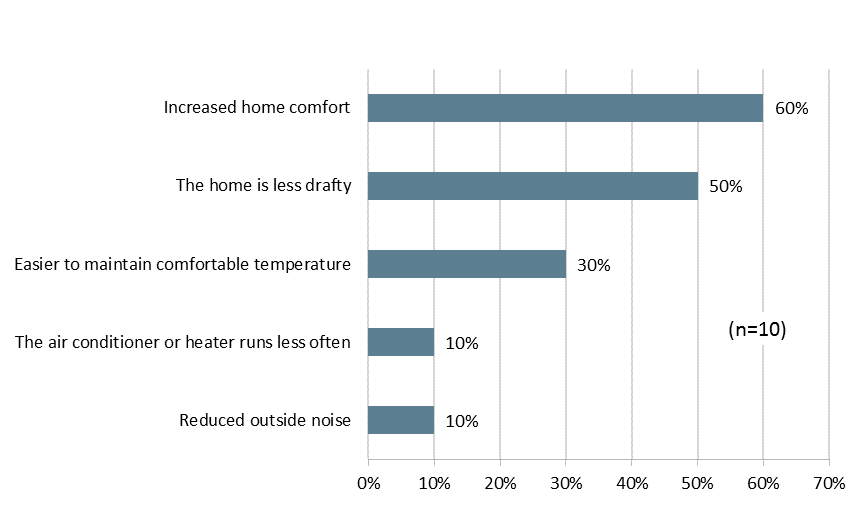 Increased home comfort 60%
The home is less drafty 50%
Easier to maintain comfortable temperature 30%
(n=10)
The air conditioner or heater runs less often 10%
Reduced outside noise 10%
0% 10% 20% 30% 40% 50% 60% 70%